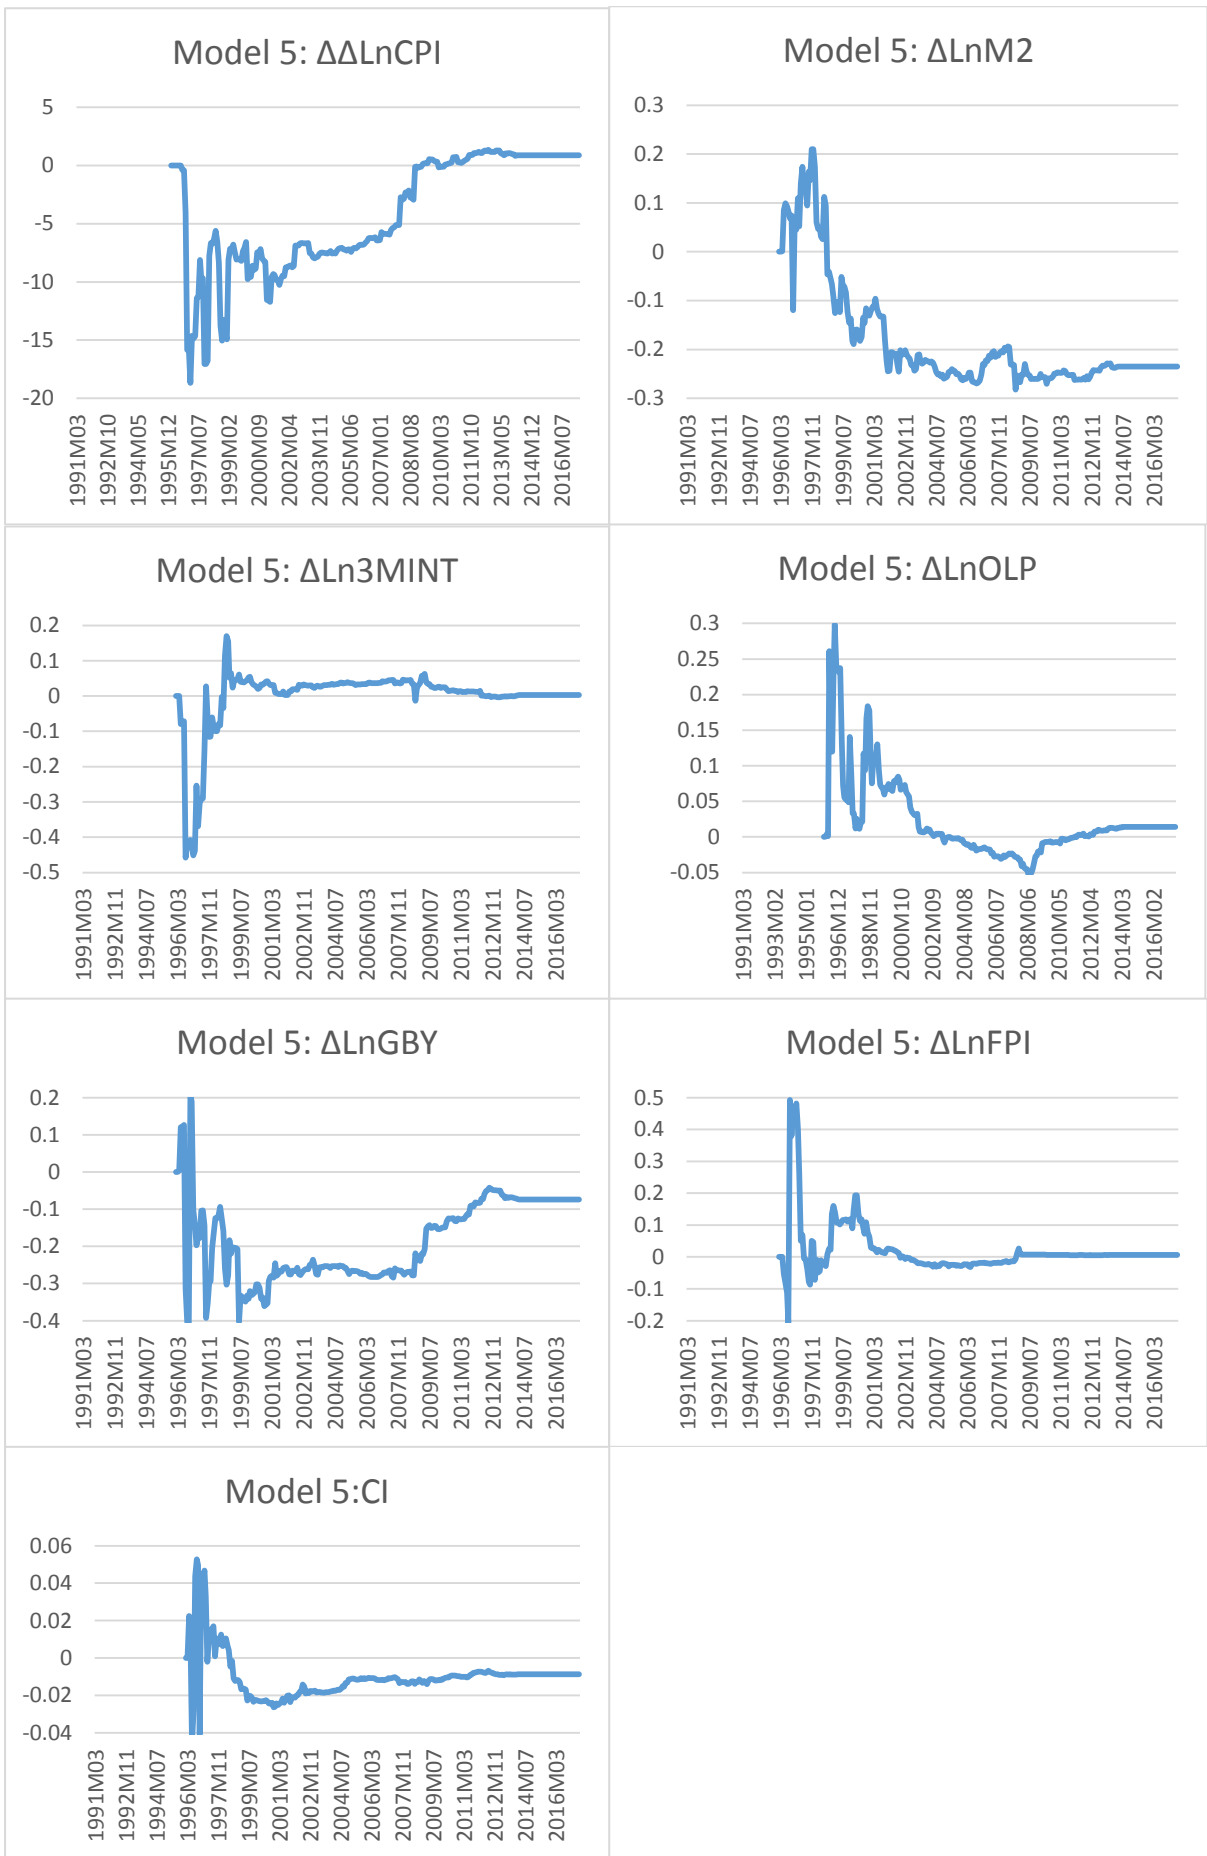 Model 5: ΔΔLnCPI
5
0
-5
-10
-15
-20
1991M03
1992M10
1994M05
1995M12
1997M07
1999M02
2000M09
2002M04
2003M11
2005M06
2007M01
2008M08
2010M03
2011M10
2013M05
2014M12
2016M07
Model 5: ΔLnM2
0.3
0.2
0.1
0
-0.1
-0.2
-0.3
1991M03
1992M11
1994M07
1996M03
1997M11
1999M07
2001M03
2002M11
2004M07
2006M03
2007M11
2009M07
2011M03
2012M11
2014M07
2016M03
Model 5: ΔLn3MINT
0.2
0.1
0
-0.1
-0.2
-0.3
-0.4
-0.5
1991M03
1992M11
1994M07
1996M03
1997M11
1999M07
2001M03
2002M11
2004M07
2006M03
2007M11
2009M07
2011M03
2012M11
2014M07
2016M03
Model 5: ΔLnOLP
0.3
0.25
0.2
0.15
0.1
0.05
0
-0.05
1991M03
1993M02
1995M01
1996M12
1998M11
2000M10
2002M09
2004M08
2006M07
2008M06
2010M05
2012M04
2014M03
2016M02
Model 5: ΔLnGBY
0.2
0.1
0
-0.1
-0.2
-0.3
-0.4
1991M03
1992M11
1994M07
1996M03
1997M11
1999M07
2001M03
2002M11
2004M07
2006M03
2007M11
2009M07
2011M03
2012M11
2014M07
2016M03
Model 5: ΔLnFPI
0.5
0.4
0.3
0.2
0.1
0
-0.1
-0.2
1991M03
1992M11
1994M07
1996M03
1997M11
1999M07
2001M03
2002M11
2004M07
2006M03
2007M11
2009M07
2011M03
2012M11
2014M07
2016M03
Model 5:CI
0.06
0.04
0.02
0
-0.02
-0.04
1991M03
1992M11
1994M07
1996M03
1997M11
1999M07
2001M03
2002M11
2004M07
2006M03
2007M11
2009M07
2011M03
2012M11
2014M07
2016M03